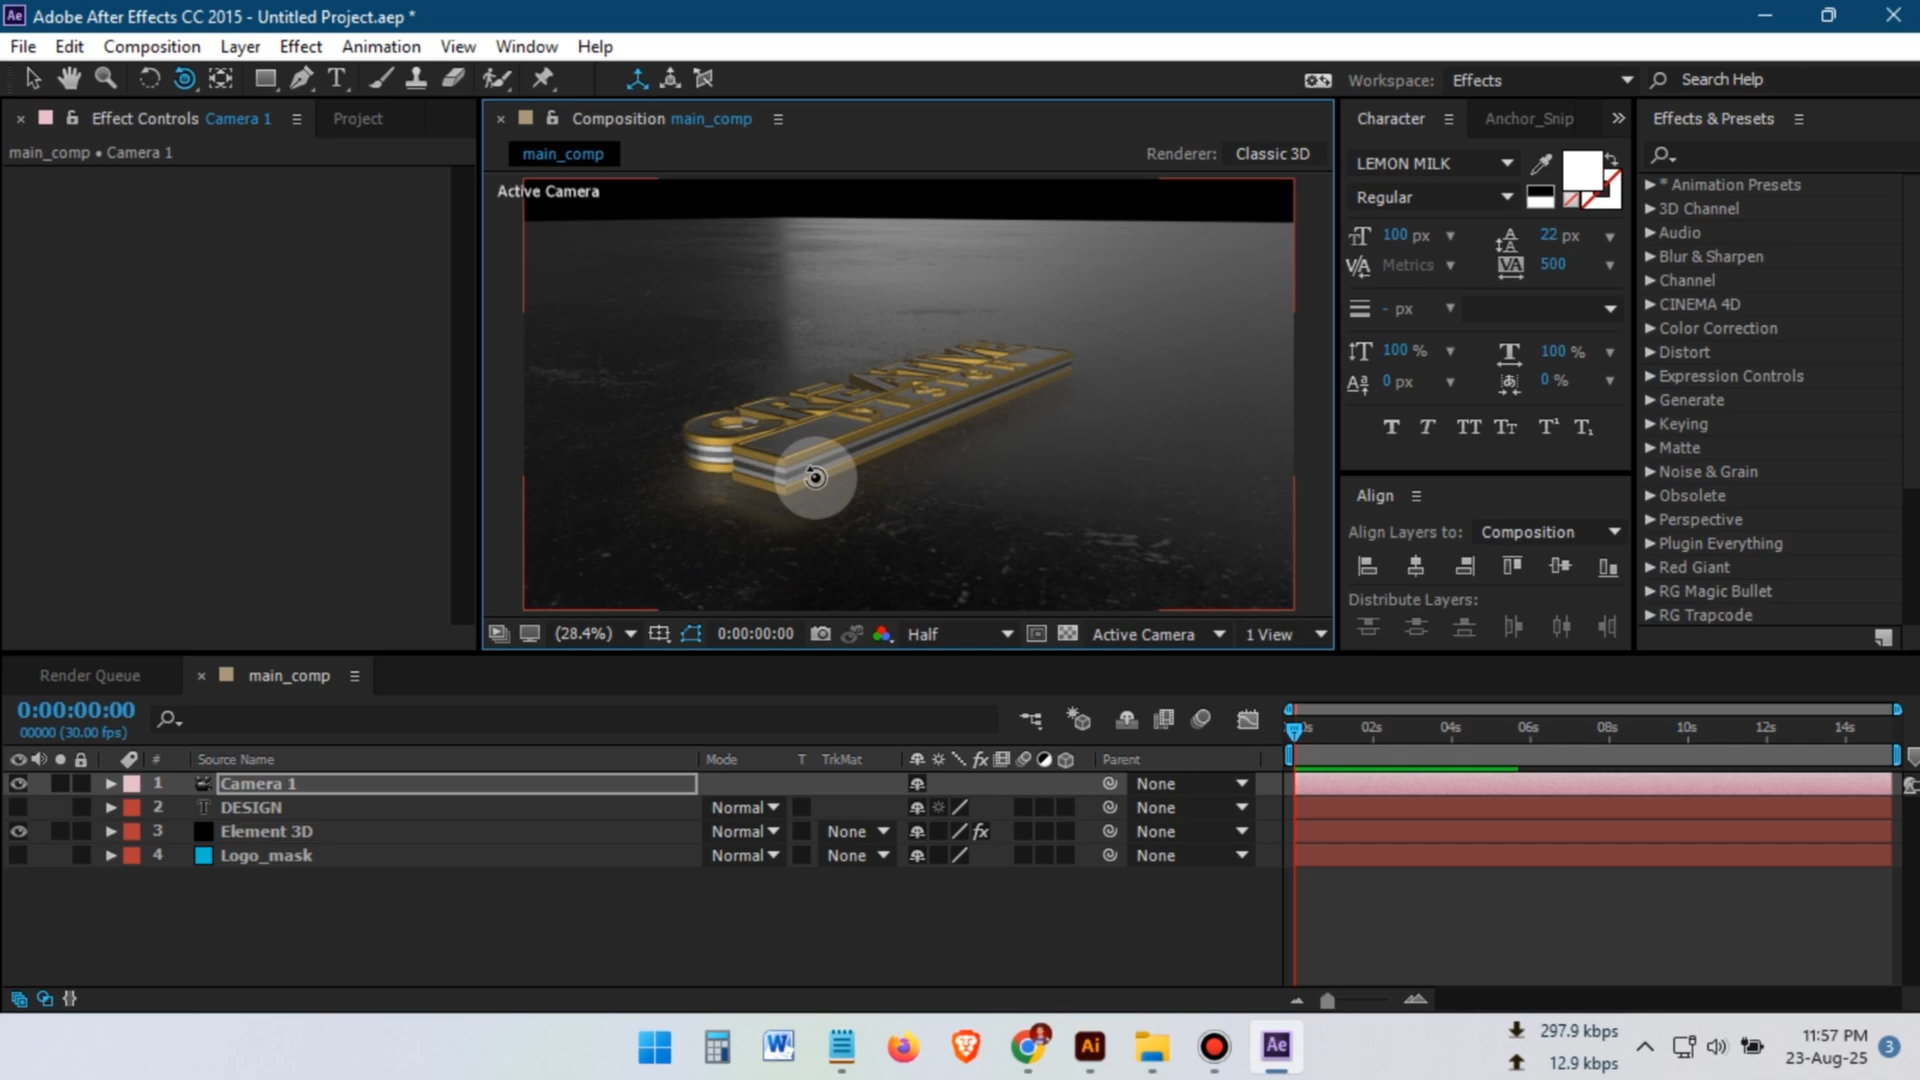 Adobe After Effects CC 2015 - Untitled Project.aep *
File Edit Composition Layer Effect Animation View Window Help
Workspace: Effects Search Help
Effect Controls Camera 1 Project
main_comp • Camera 1
Composition main_comp
main_comp
Renderer: Classic 3D
Active Camera
CREATIVE
DESIGN
(28.4%) 0:00:00:00 Half Active Camera 1 View
Character Anchor_Snip
LEMON MILK
Regular
100 px 22 px
Metrics 500
- px
100 % 100 %
0 px 0 %
Align
Align Layers to: Composition
Distribute Layers:
Effects & Presets
* Animation Presets
3D Channel
Audio
Blur & Sharpen
Channel
CINEMA 4D
Color Correction
Distort
Expression Controls
Generate
Keying
Matte
Noise & Grain
Obsolete
Perspective
Plugin Everything
Red Giant
RG Magic Bullet
RG Trapcode
Render Queue main_comp
0:00:00:00
00000 (30.00 fps)
02s 04s 06s 08s 10s 12s 14s
# Source Name Mode T TrkMat Parent
1 Camera 1 None
2 DESIGN Normal None
3 Element 3D Normal None None
4 Logo_mask Normal None None
297.9 kbps
12.9 kbps
11:57 PM
23-Aug-25
3